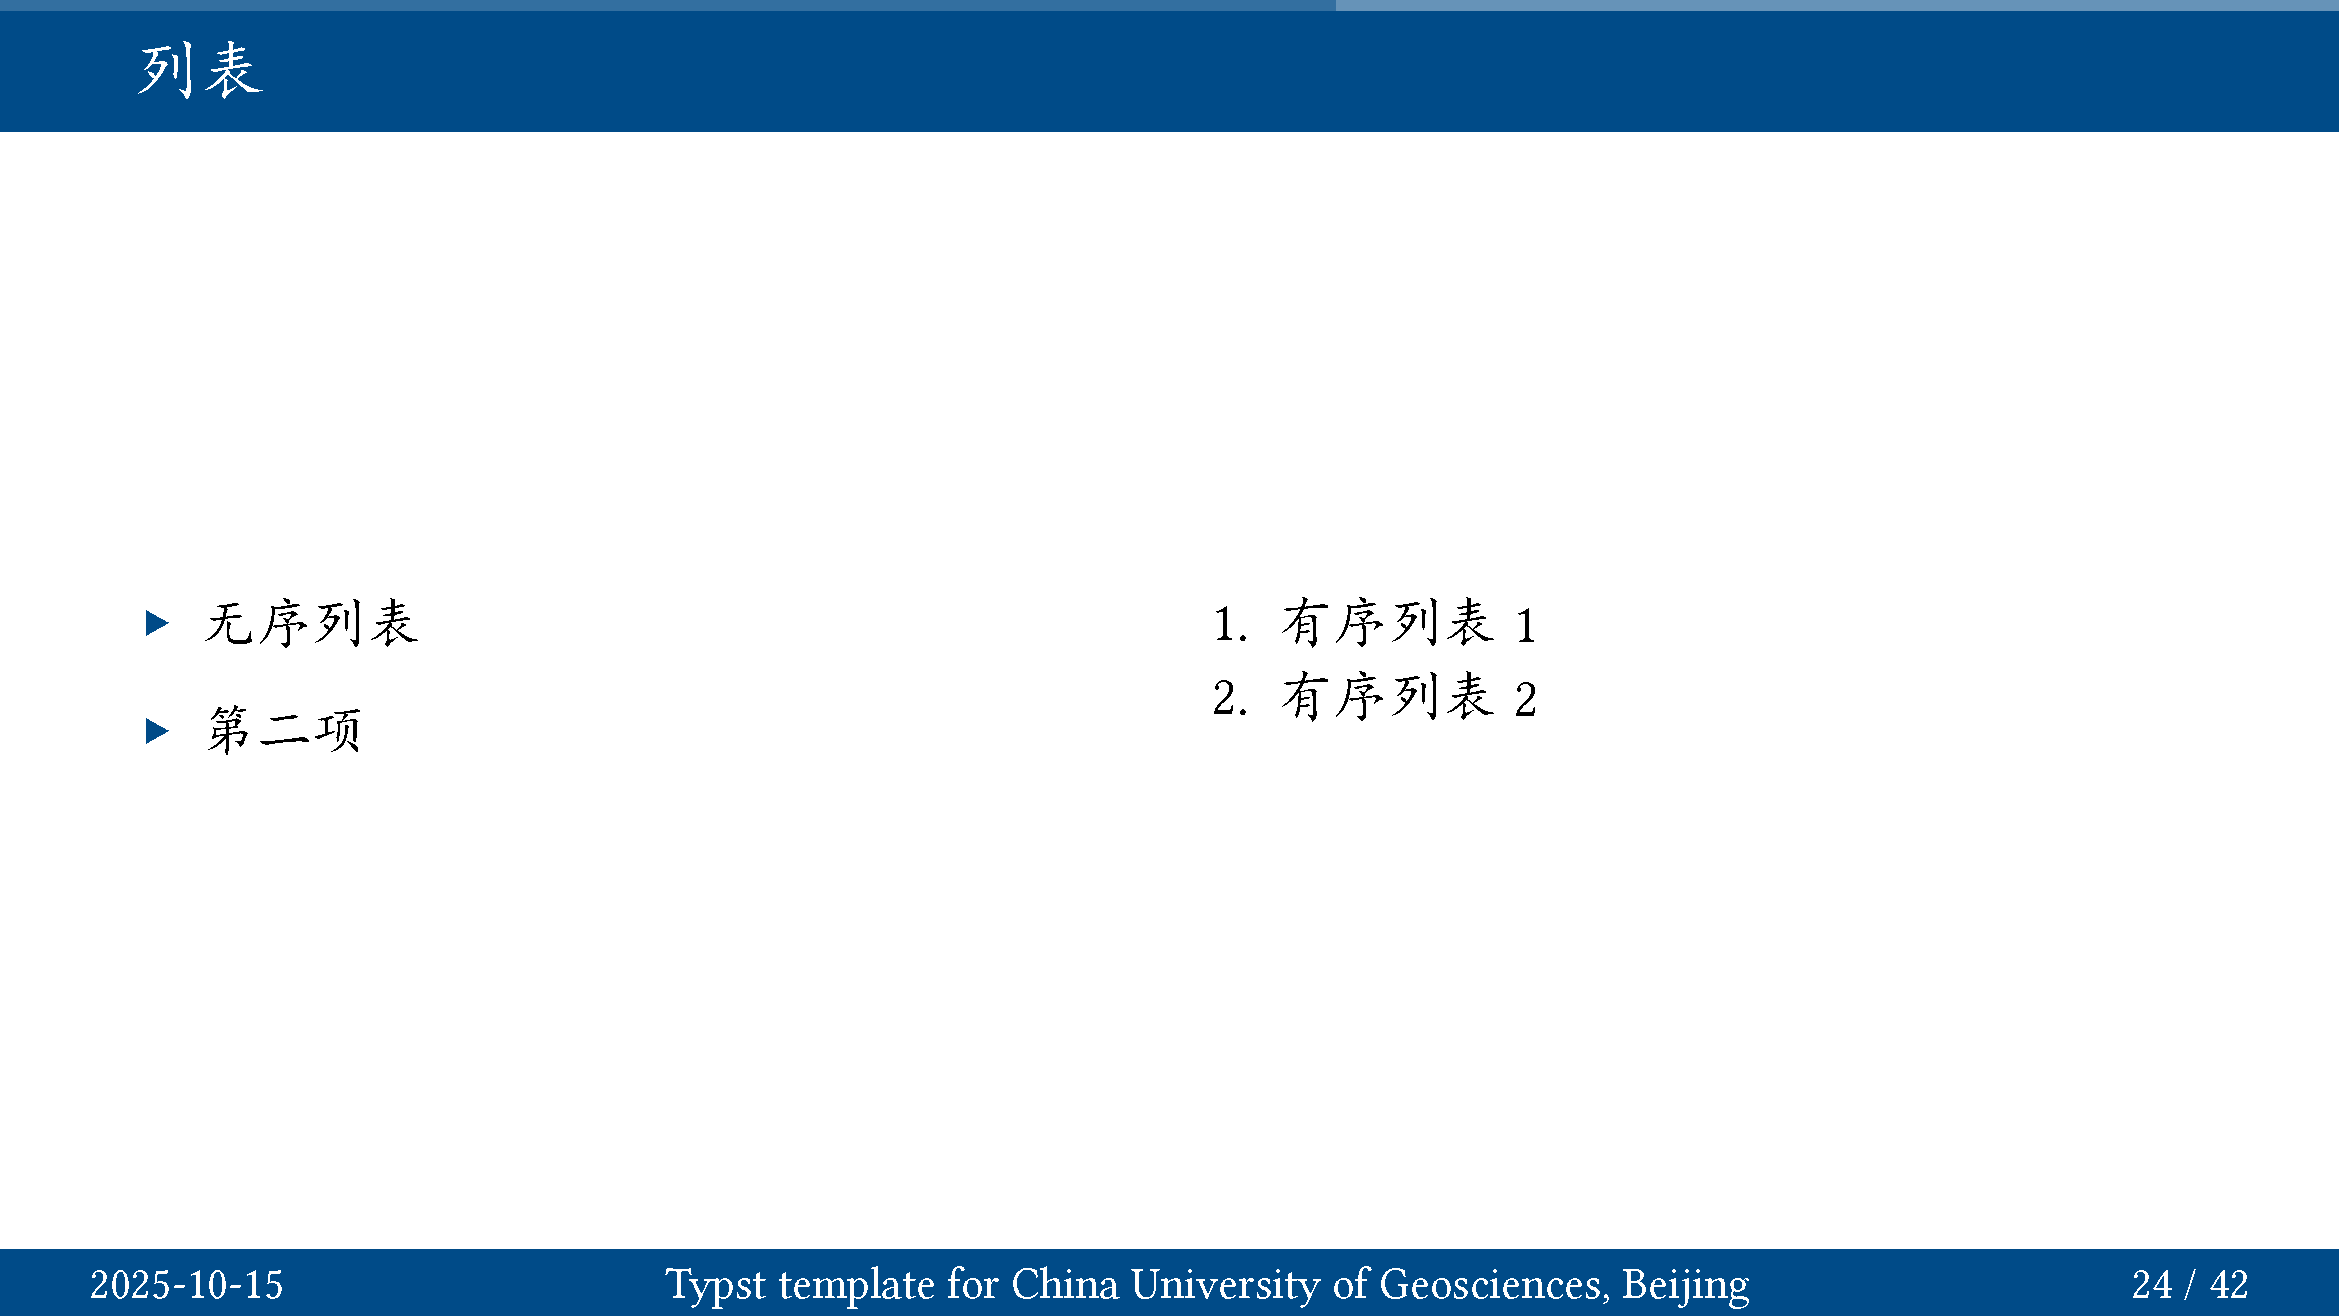 列表
▶ 无序列表
▶ 第二项
1. 有序列表 1
2. 有序列表 2
2025-10-15
Typst template for China University of Geosciences, Beijing
24 / 42